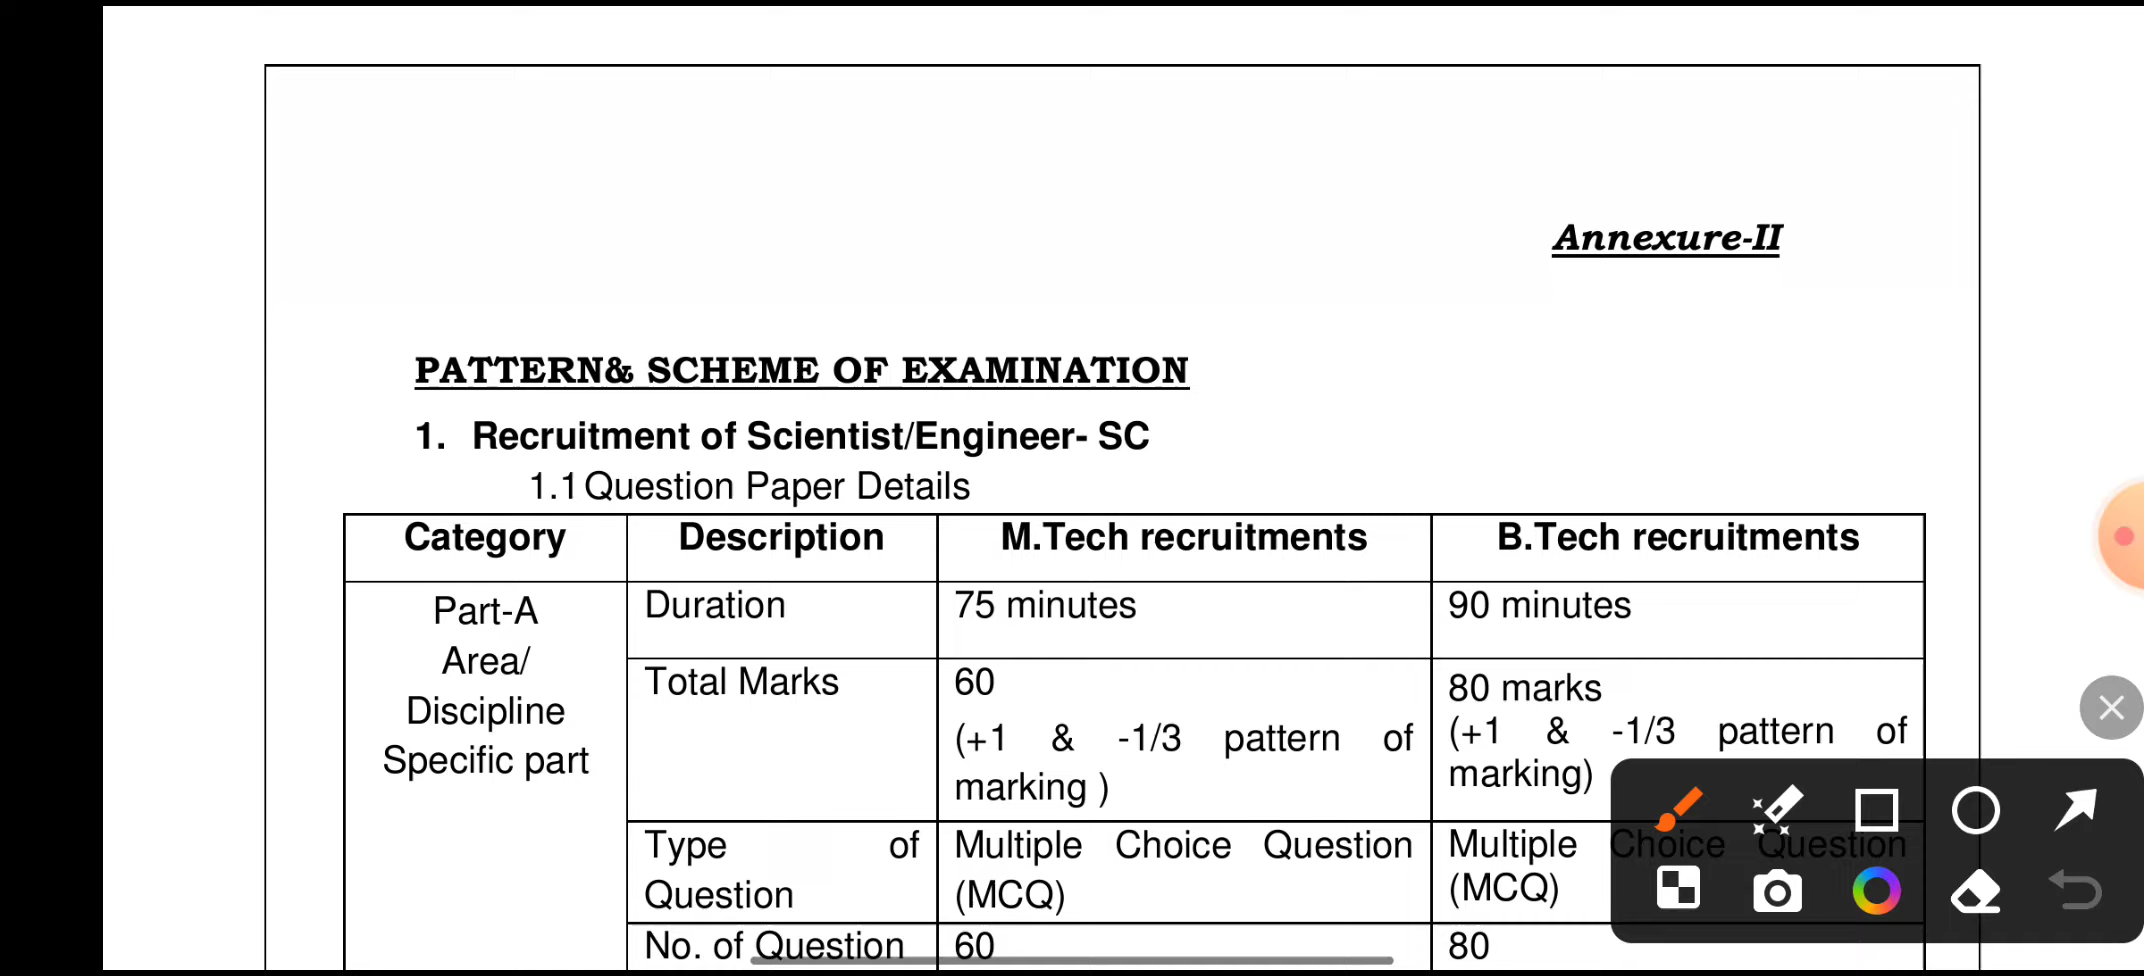 Annexure-II
PATTERN& SCHEME OF EXAMINATION
1. Recruitment of Scientist/Engineer- SC
1.1 Question Paper Details
Category Description M.Tech recruitments B.Tech recruitments
Part-A
Area/
Discipline
Specific part
Duration 75 minutes 90 minutes
Total Marks
60
(+1 & -1/3 pattern of
marking )
80 marks
(+1 & -1/3 pattern of
marking)
Type of
Question
Multiple Choice Question
(MCQ)
Multiple Choice Question
(MCQ)
No. of Question 60 80